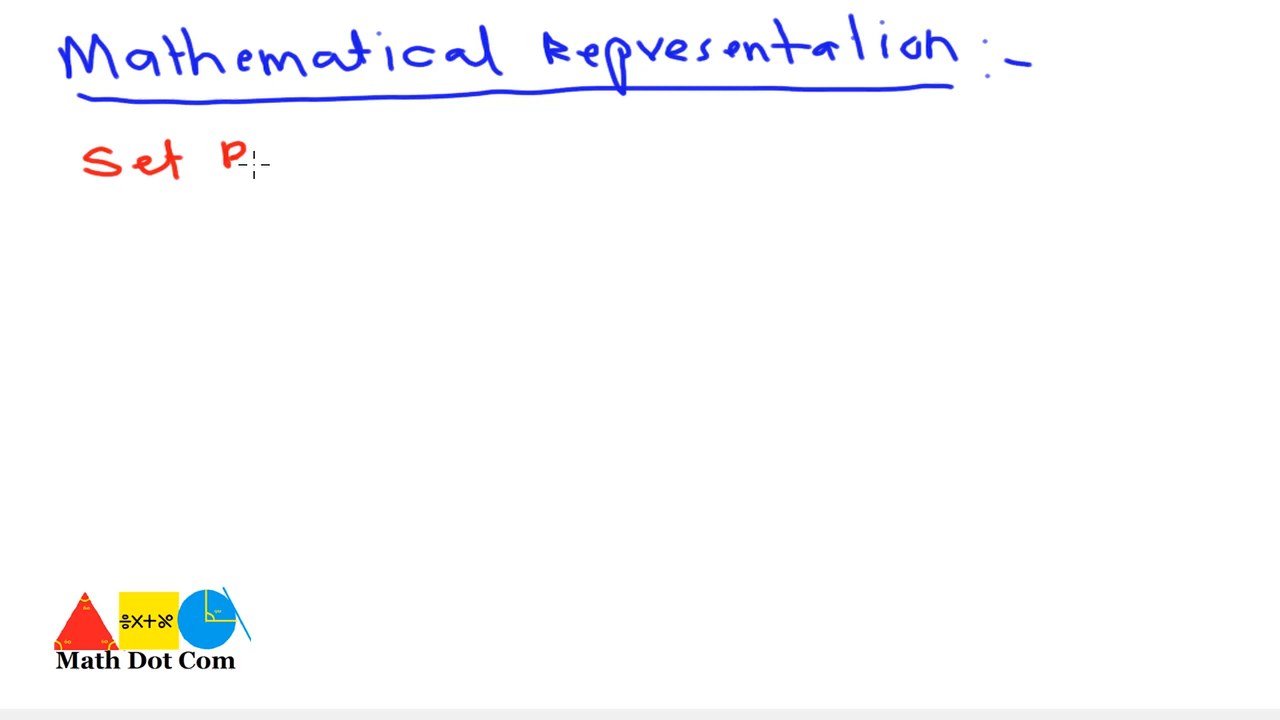 Mathematical Representation :-
Set P
÷x+%
Math Dot Com